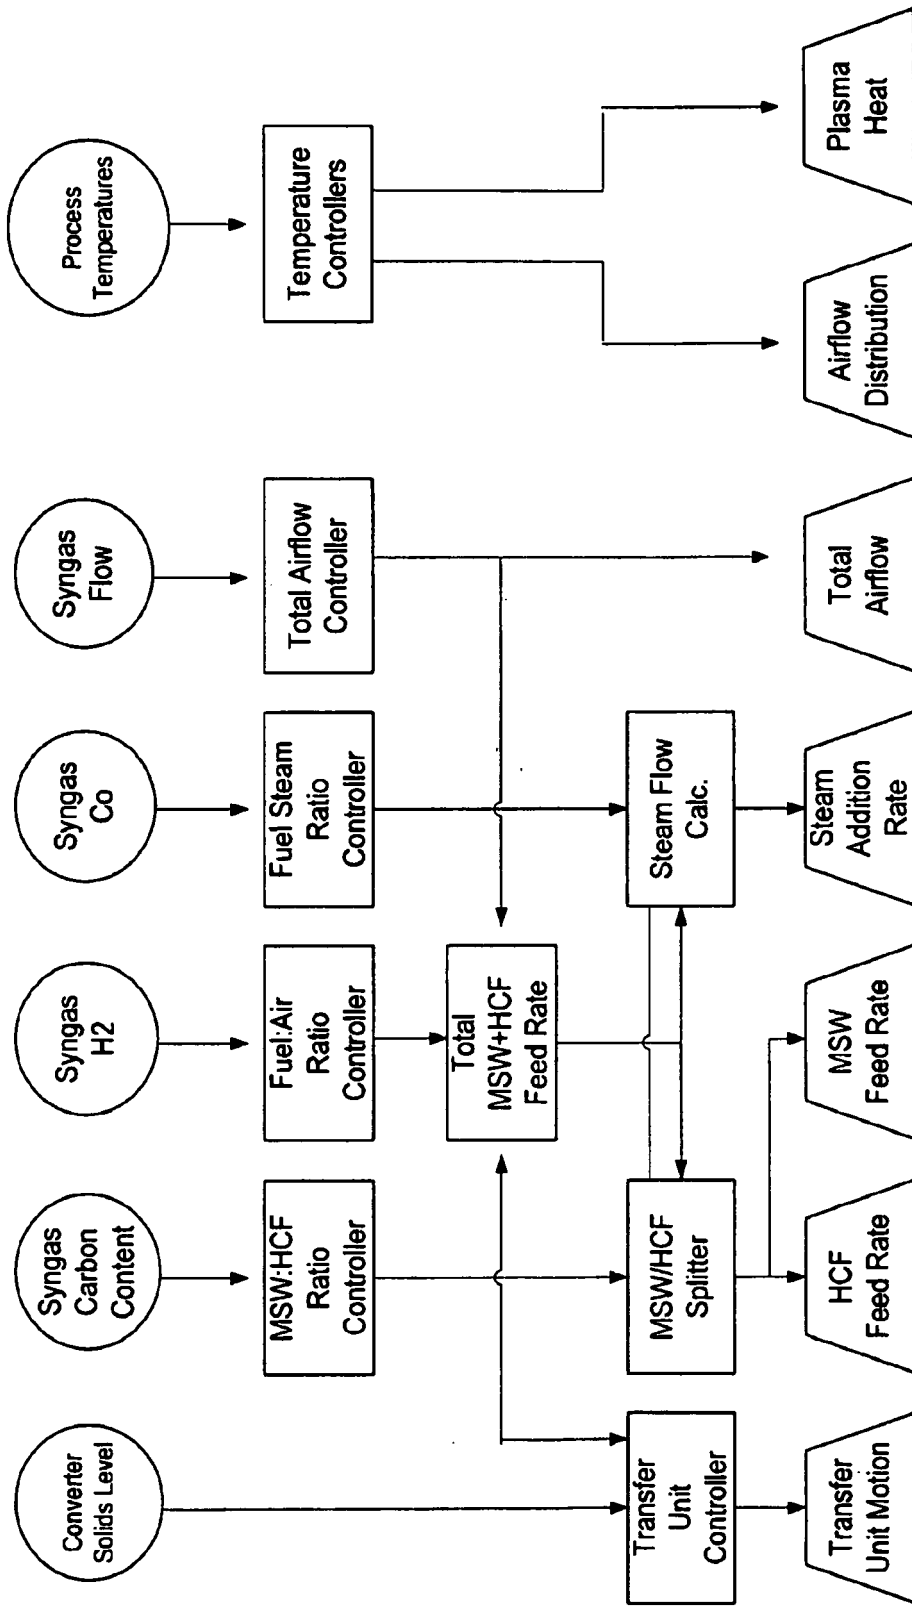 Converter
Solids Level
Syngas
Carbon
Content
Syngas
H2
Syngas
Co
Syngas
Flow
Process
Temperatures
MSW:HCF
Ratio
Controller
Fuel:Air
Ratio
Controller
Fuel Steam
Ratio
Controller
Total Airflow
Controller
Temperature
Controllers
Total
MSW+HCF
Feed Rate
Transfer
Unit
Controller
MSW/HCF
Splitter
Steam Flow
Calc.
Transfer
Unit Motion
HCF
Feed Rate
MSW
Feed Rate
Steam
Addition
Rate
Total
Airflow
Airflow
Distribution
Plasma
Heat